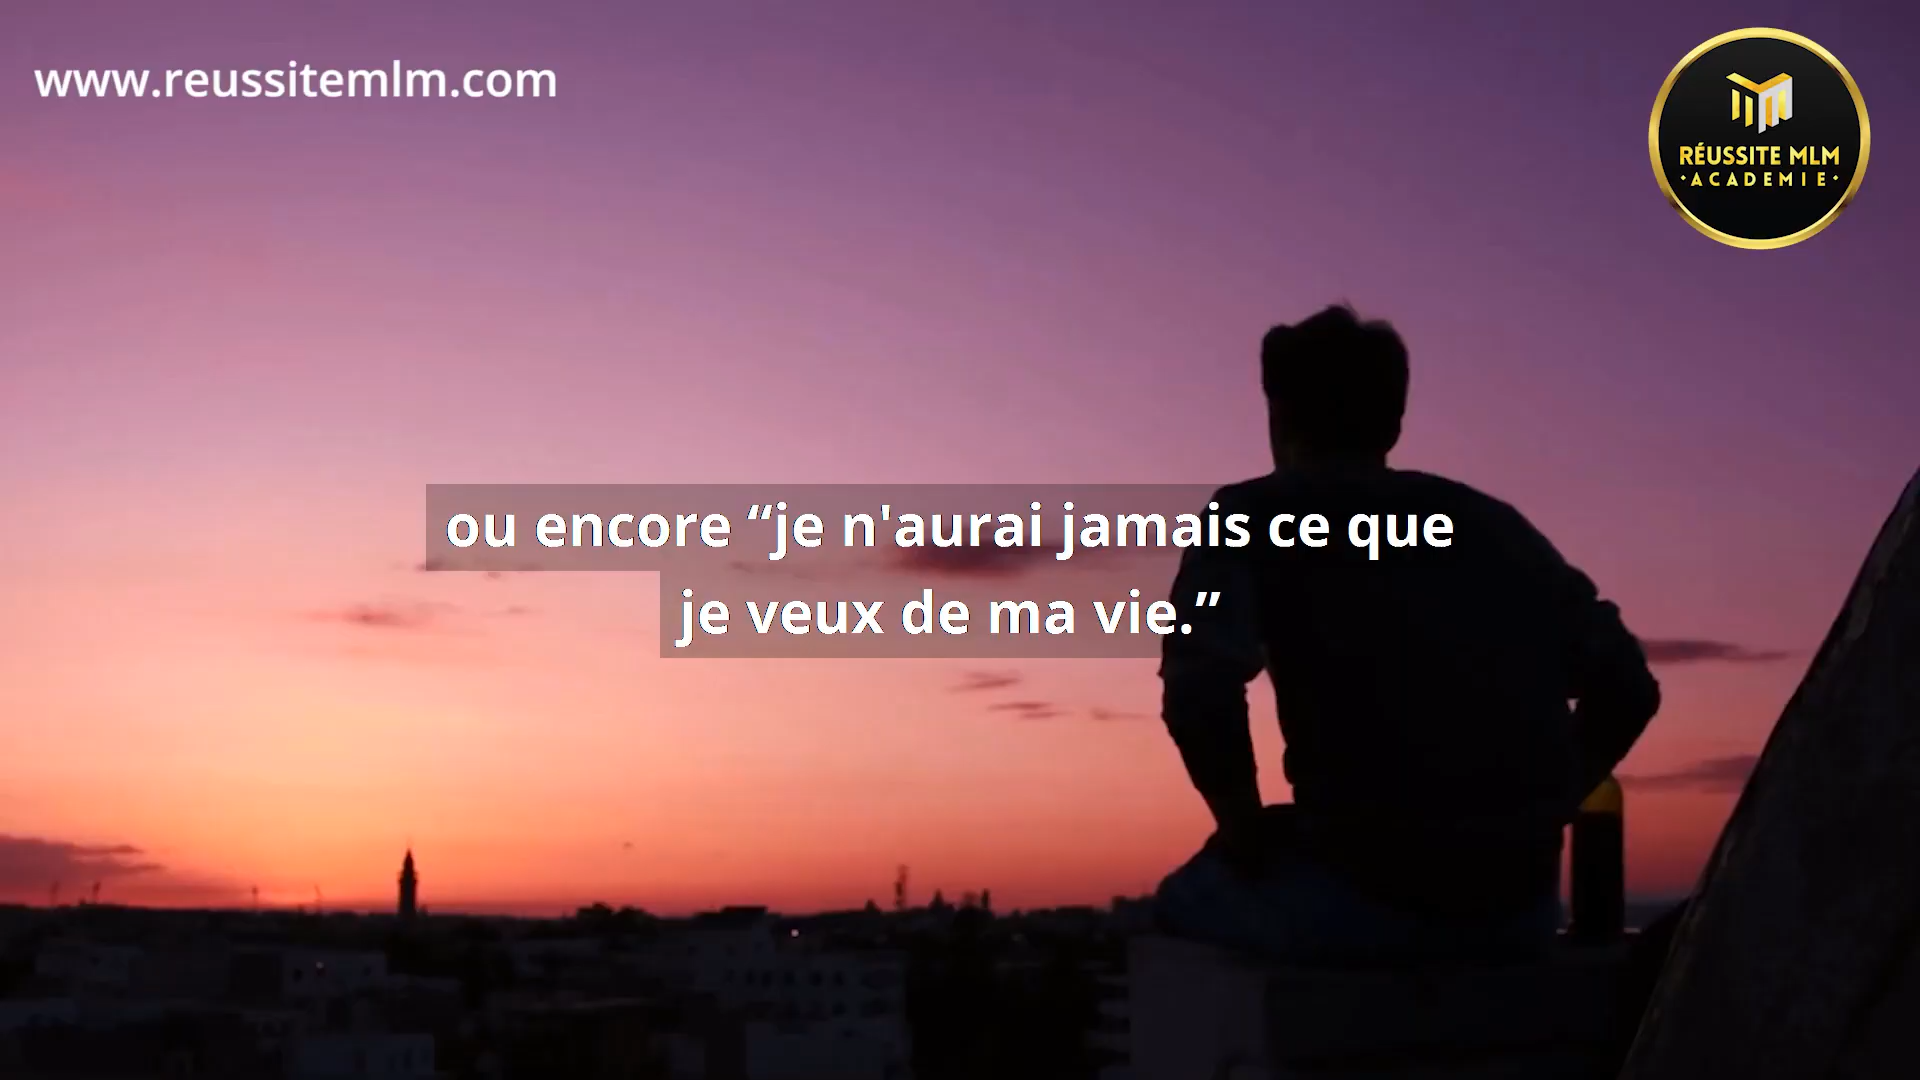 www.reussitemlm.com
RÉUSSITE MLM
·ACADEMIE·
ou encore “je n'aurai jamais ce que
je veux de ma vie.”